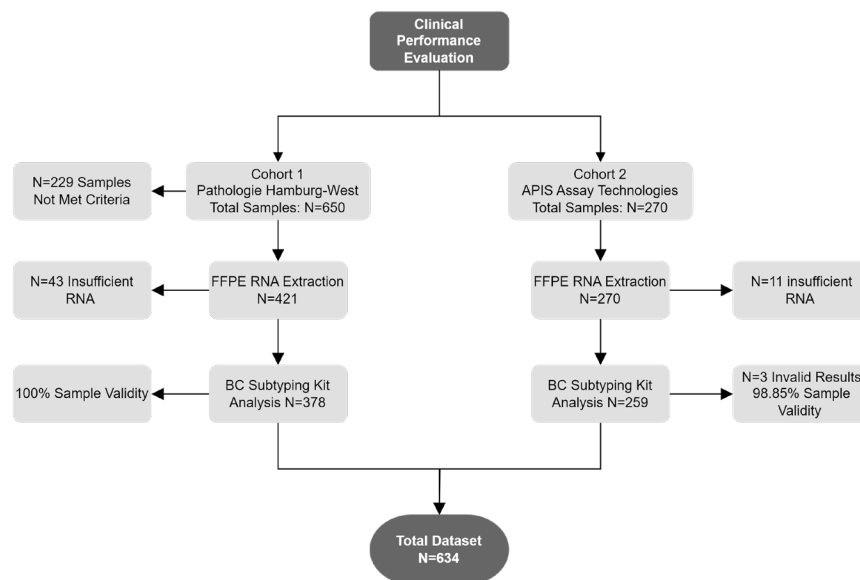 Clinical
Performance
Evaluation
N=229 Samples
Not Met Criteria
Cohort 1
Pathologie Hamburg-West
Total Samples: N=650
Cohort 2
APIS Assay Technologies
Total Samples: N=270
N=43 Insufficient
RNA
FFPE RNA Extraction
N=421
FFPE RNA Extraction
N=270
N=11 insufficient
RNA
100% Sample Validity
BC Subtyping Kit
Analysis N=378
BC Subtyping Kit
Analysis N=259
N=3 Invalid Results
98.85% Sample
Validity
Total Dataset
N=634